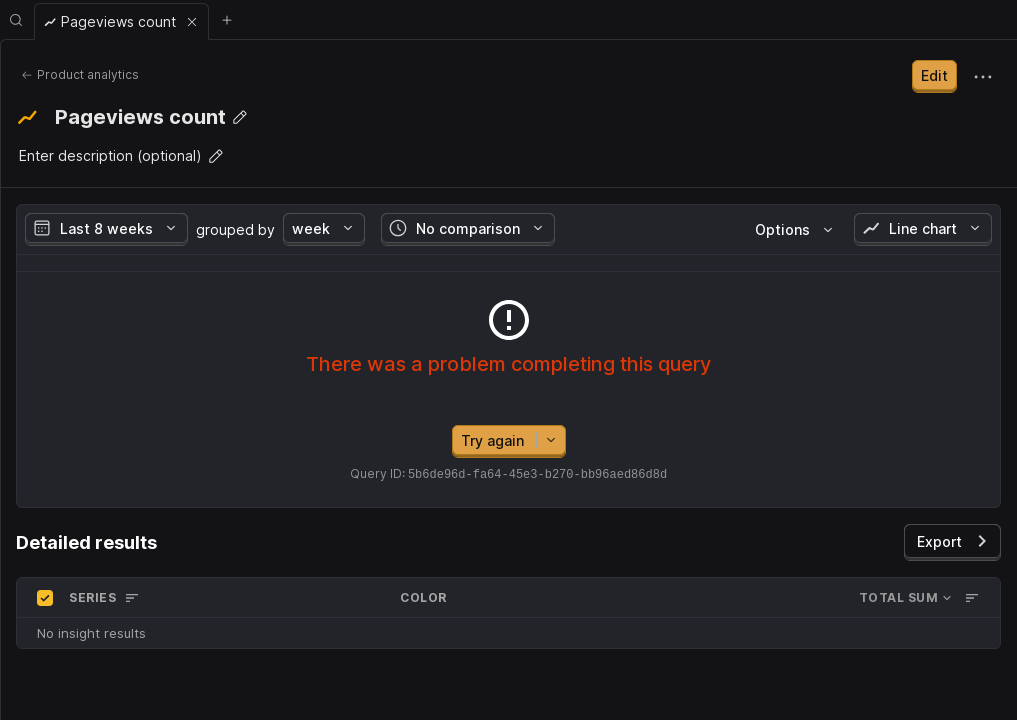 Pageviews count
Product analytics
Edit
Pageviews count
Enter description (optional)
Last 8 weeks grouped by week No comparison Options Line chart
There was a problem completing this query
Try again
Query ID: 5b6de96d-fa64-45e3-b270-bb96aed86d8d
Detailed results
Export
SERIES COLOR TOTAL SUM
No insight results